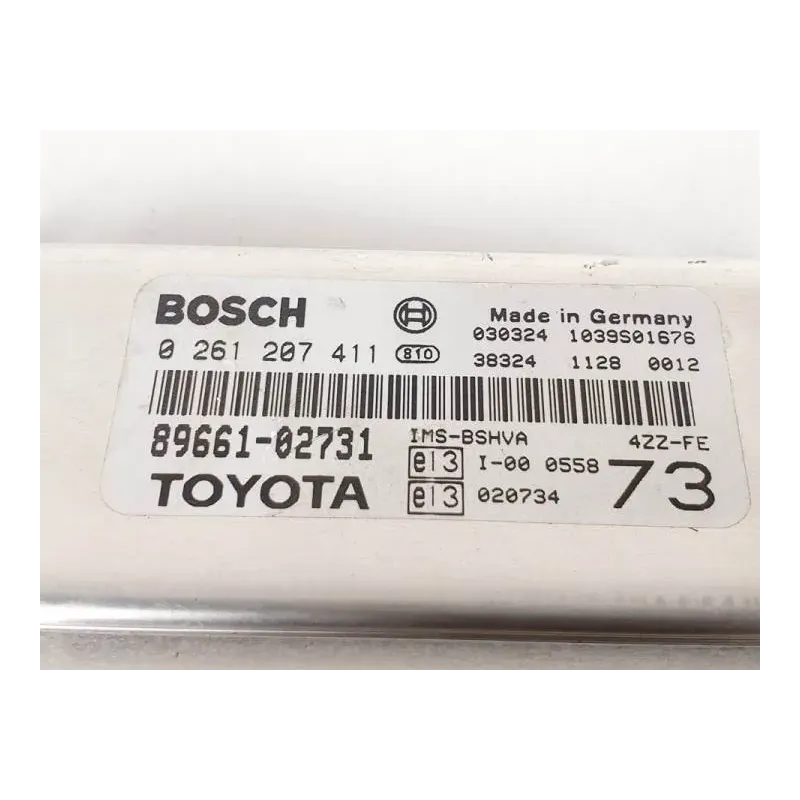 BOSCH Made in Germany
030324 1039S01676
0 261 207 411 810 38324 1128 0012
89661-02731 IMS-BSHVA 4ZZ-FE
e13 I-00 0558 73
TOYOTA e13 020734